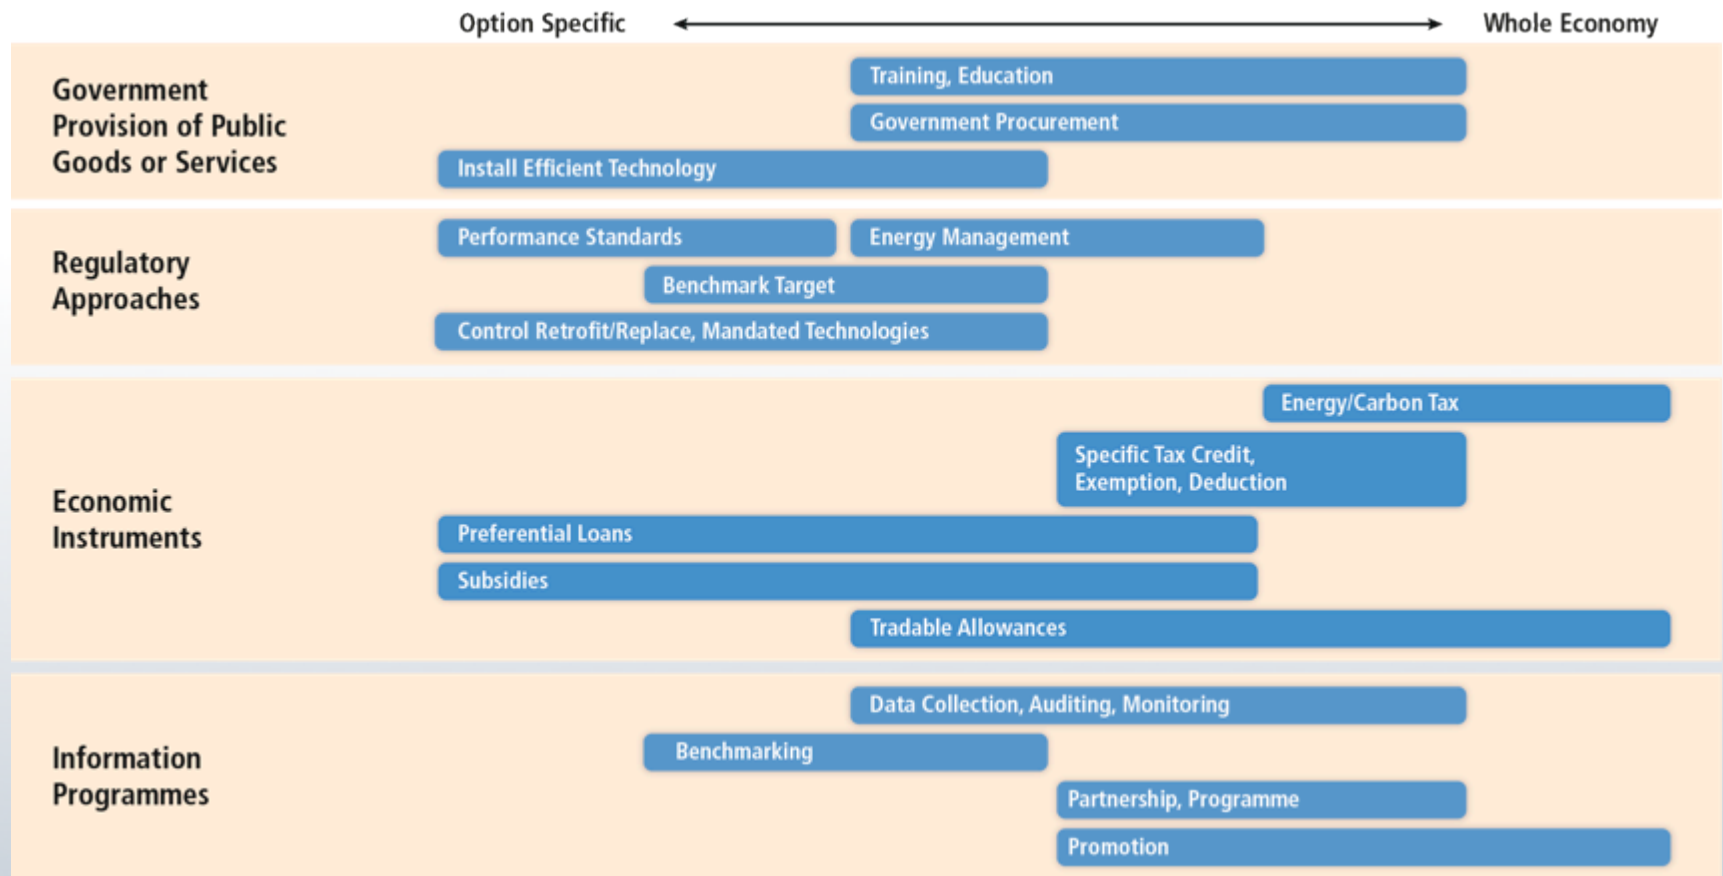 Option Specific
Whole Economy
Government
Provision of Public
Goods or Services
Training, Education
Government Procurement
Install Efficient Technology
Regulatory
Approaches
Performance Standards
Energy Management
Benchmark Target
Control Retrofit/Replace, Mandated Technologies
Economic
Instruments
Energy/Carbon Tax
Specific Tax Credit,
Exemption, Deduction
Preferential Loans
Subsidies
Tradable Allowances
Information
Programmes
Data Collection, Auditing, Monitoring
Benchmarking
Partnership, Programme
Promotion